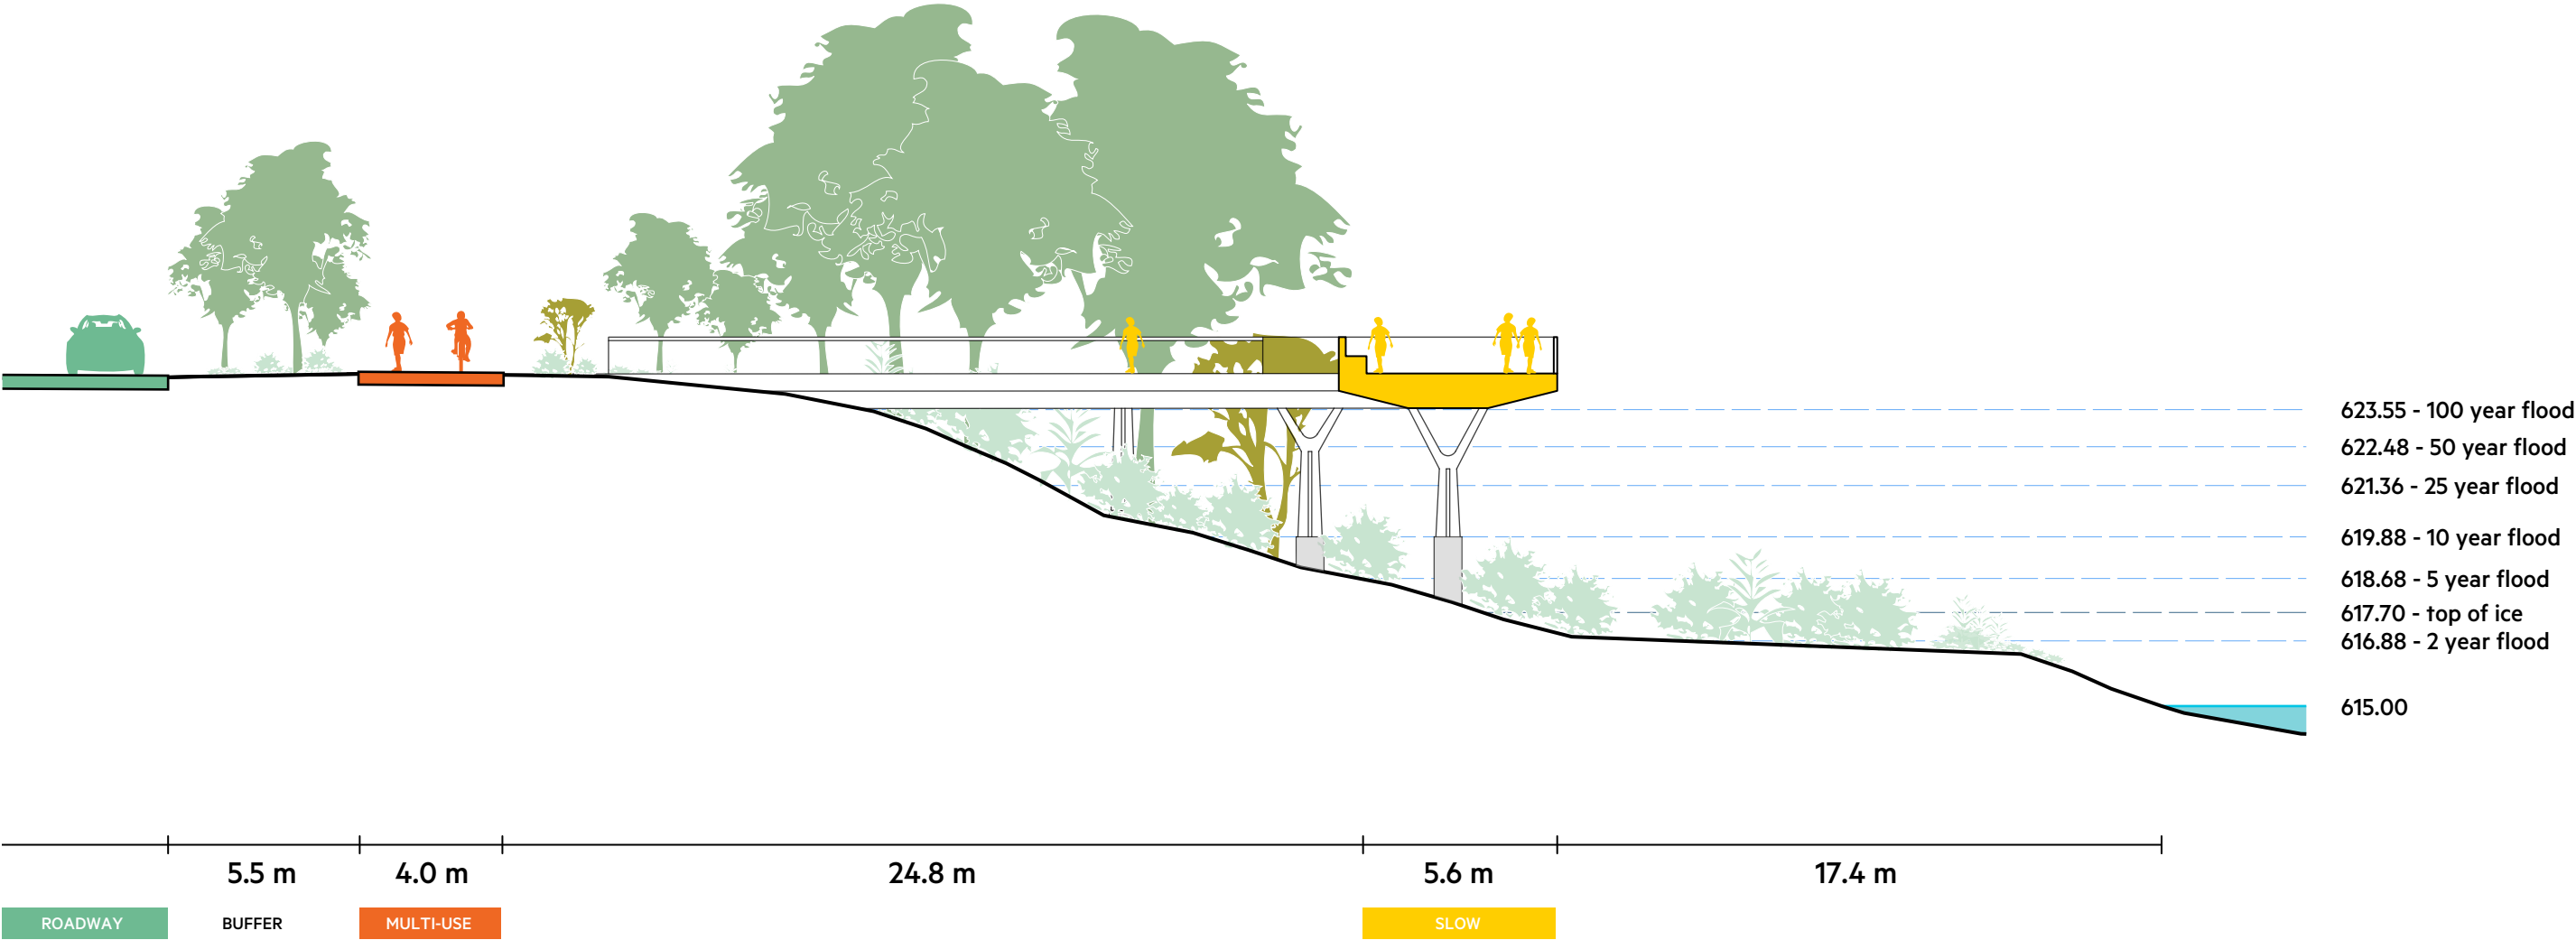 623.55 - 100 year flood
622.48 - 50 year flood
621.36 - 25 year flood
619.88 - 10 year flood
618.68 - 5 year flood
617.70 - top of ice
616.88 - 2 year flood
615.00
5.5 m 4.0 m 24.8 m 5.6 m 17.4 m
ROADWAY BUFFER MULTI-USE SLOW